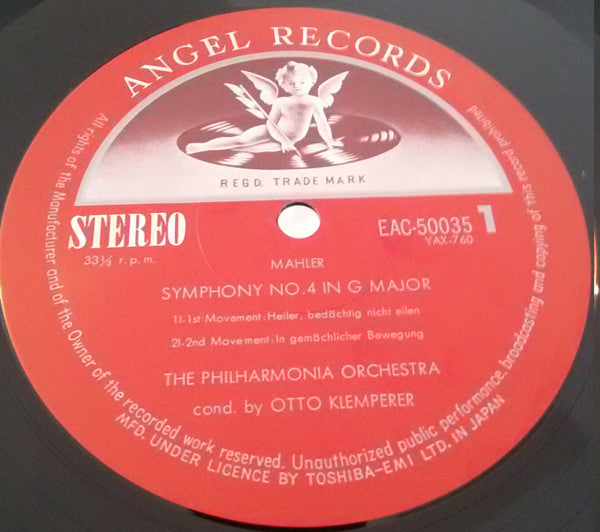 ANGEL RECORDS
REGD. TRADE MARK
STEREO
33⅓ r.p.m.
EAC-50035 1
YAX-760
MAHLER
SYMPHONY NO.4 IN G MAJOR
1)-1st Movement: Heiler, bedächtig nicht eilen
2)-2nd Movement: In gemächlicher Bewegung
THE PHILHARMONIA ORCHESTRA
cond. by OTTO KLEMPERER
All rights of the Manufacturer and of the Owner of the recorded work reserved. Unauthorized public performance, broadcasting and copying of this record prohibited
MFD. UNDER LICENCE BY TOSHIBA-EMI LTD. IN JAPAN